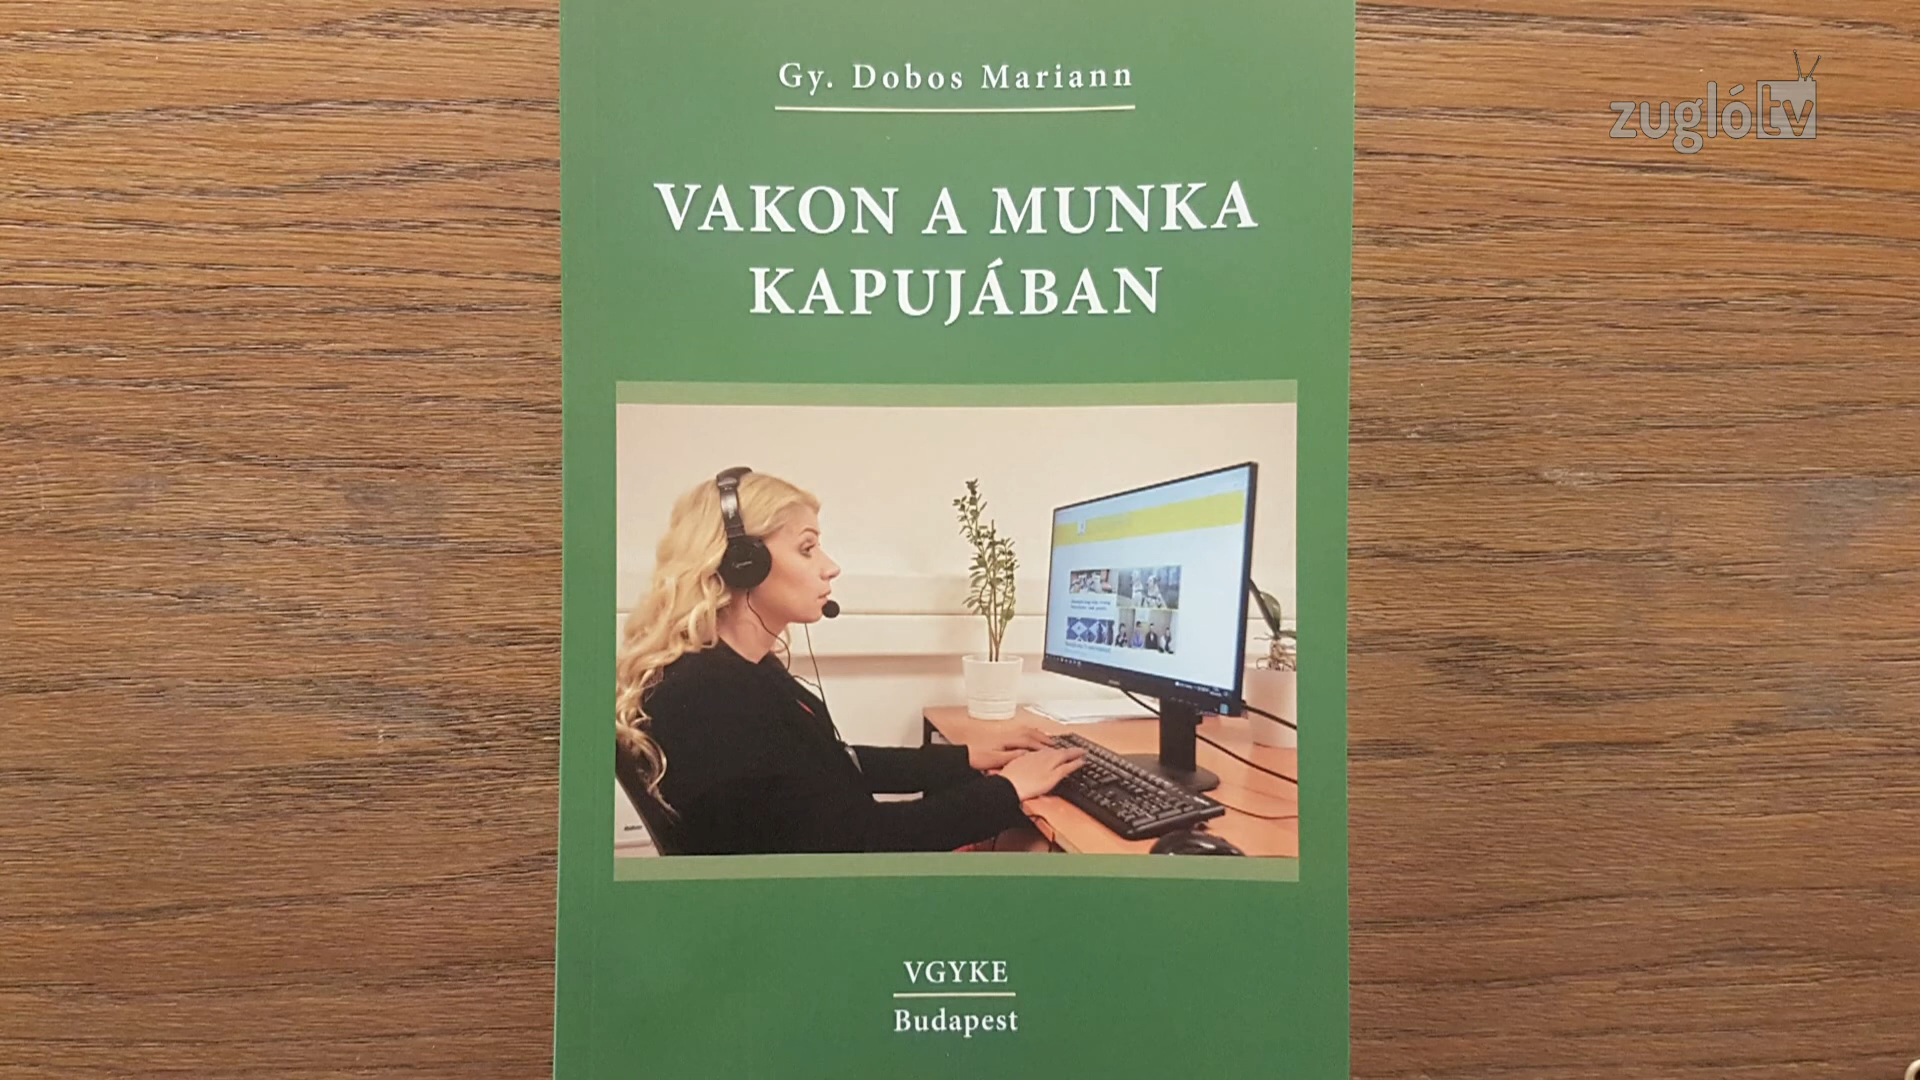 Gy. Dobos Mariann
zuglótv
VAKON A MUNKA
KAPUJÁBAN
VGYKE
Budapest